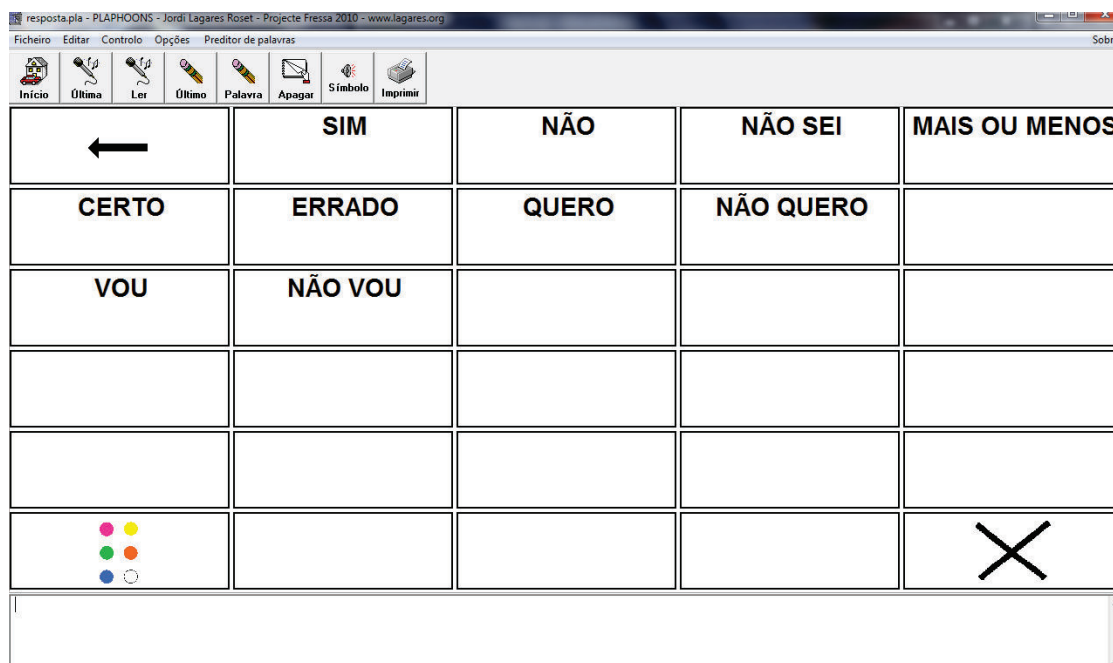 resposta.pla - PLAPHOONS - Jordi Lagares Roset - Projecte Fressa 2010 - www.lagares.org
Ficheiro Editar Controlo Opções Preditor de palavras Sobr
Início Última Ler Último Palavra Apagar Símbolo Imprimir
SIM NÃO NÃO SEI MAIS OU MENOS
CERTO ERRADO QUERO NÃO QUERO
VOU NÃO VOU